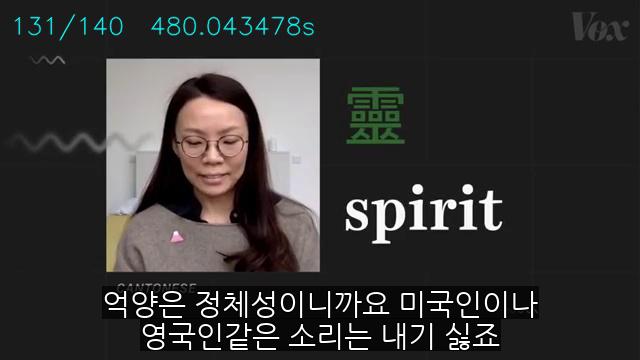 131/140 480.043478s
Vox
靈
spirit
CANTONESE
억양은 정체성이니까요 미국인이나
영국인같은 소리는 내기 싫죠